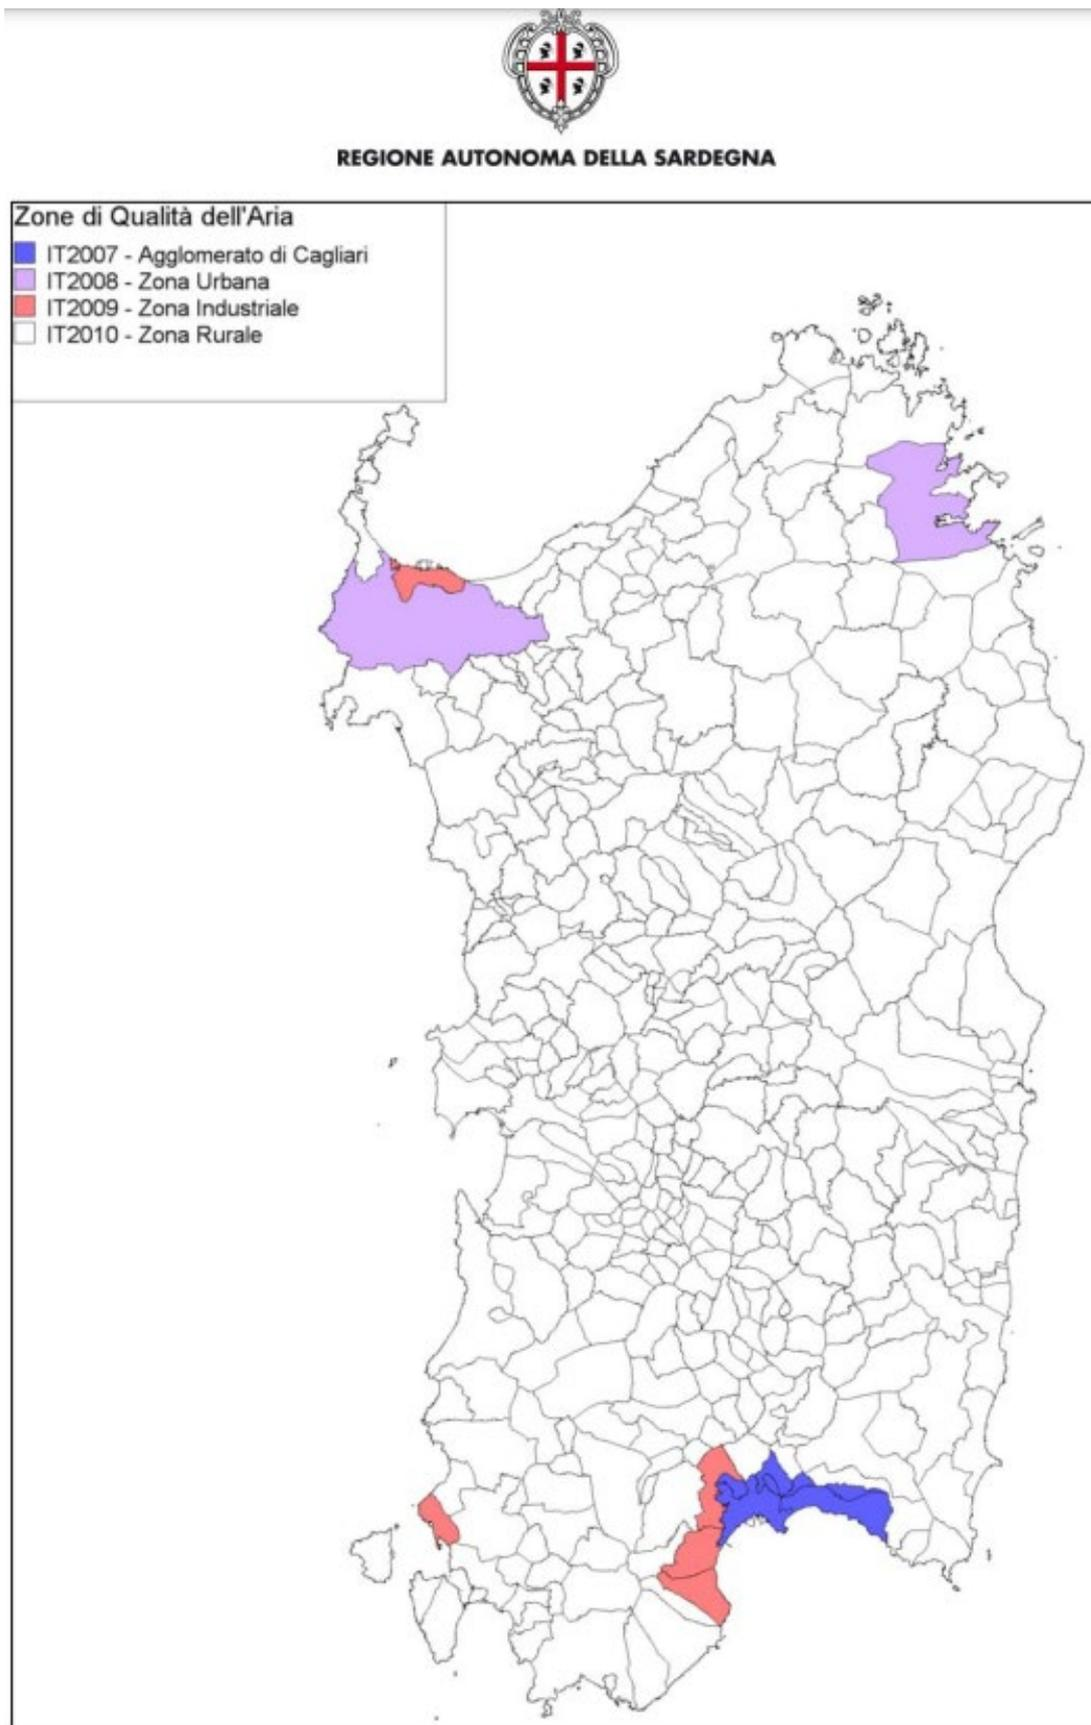 REGIONE AUTONOMA DELLA SARDEGNA
Zone di Qualità dell'Aria
IT2007 - Agglomerato di Cagliari
IT2008 - Zona Urbana
IT2009 - Zona Industriale
IT2010 - Zona Rurale